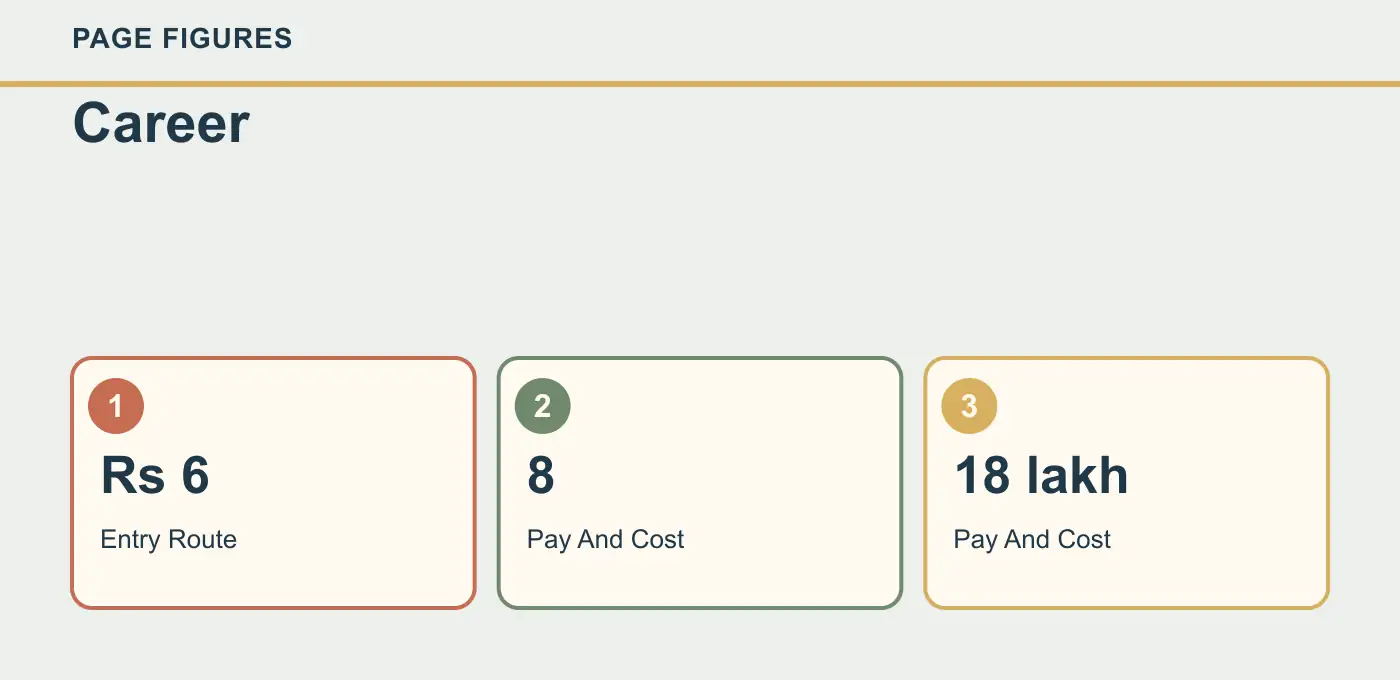 PAGE FIGURES
Career
1
Rs 6
Entry Route
2
8
Pay And Cost
3
18 lakh
Pay And Cost